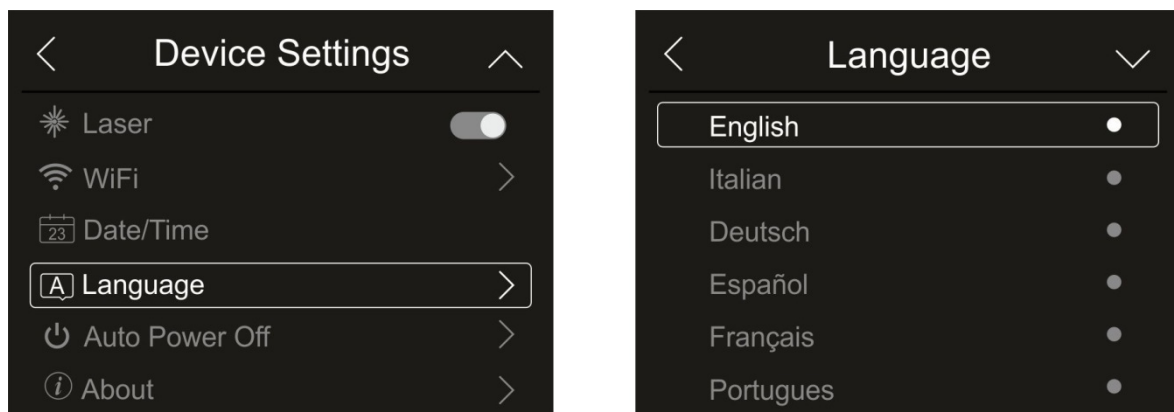 Device Settings
Laser
WiFi
23 Date/Time
A Language
Auto Power Off
i About
Language
English
Italian
Deutsch
Español
Français
Portugues